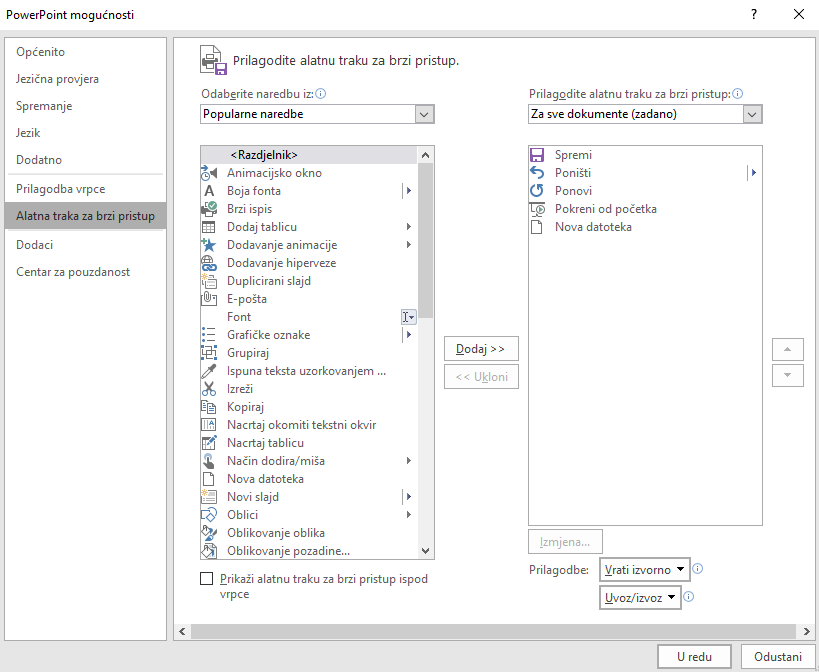 PowerPoint mogućnosti
?
Općenito
Jezična provjera
Spremanje
Jezik
Dodatno
Prilagodba vrpce
Alatna traka za brzi pristup
Dodaci
Centar za pouzdanost
Prilagodite alatnu traku za brzi pristup.
Odaberite naredbu iz:
Popularne naredbe
<Razdjelnik>
Animacijsko okno
Boja fonta
Brzi ispis
Dodaj tablicu
Dodavanje animacije
Dodavanje hiperveze
Duplicirani slajd
E-pošta
Font
Grafičke oznake
Grupiraj
Ispuna teksta uzorkovanjem ...
Izreži
Kopiraj
Nacrtaj okomiti tekstni okvir
Nacrtaj tablicu
Način dodira/miša
Nova datoteka
Novi slajd
Oblici
Oblikovanje oblika
Oblikovanje pozadine...
Prikaži alatnu traku za brzi pristup ispod
vrpce
Dodaj >>
<< Ukloni
Prilagodite alatnu traku za brzi pristup:
Za sve dokumente (zadano)
Spremi
Poništi
Ponovi
Pokreni od početka
Nova datoteka
Izmjena...
Prilagodbe:
Vrati izvorno
Uvoz/izvoz
U redu
Odustani